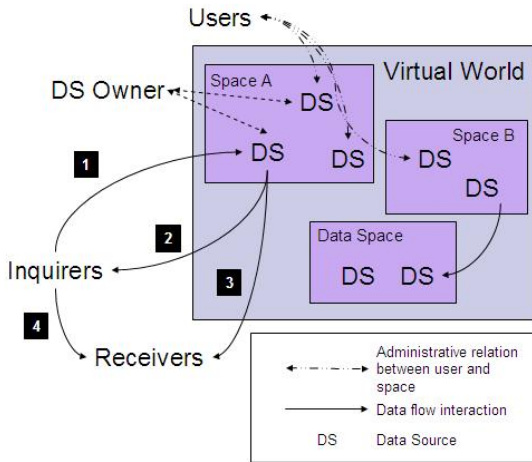 Users
Virtual World
Space A
DS
DS Owner
DS
DS
Space B
DS
DS
1
2
3
4
Inquirers
Receivers
Data Space
DS DS
Administrative relation
between user and
space
Data flow interaction
DS Data Source